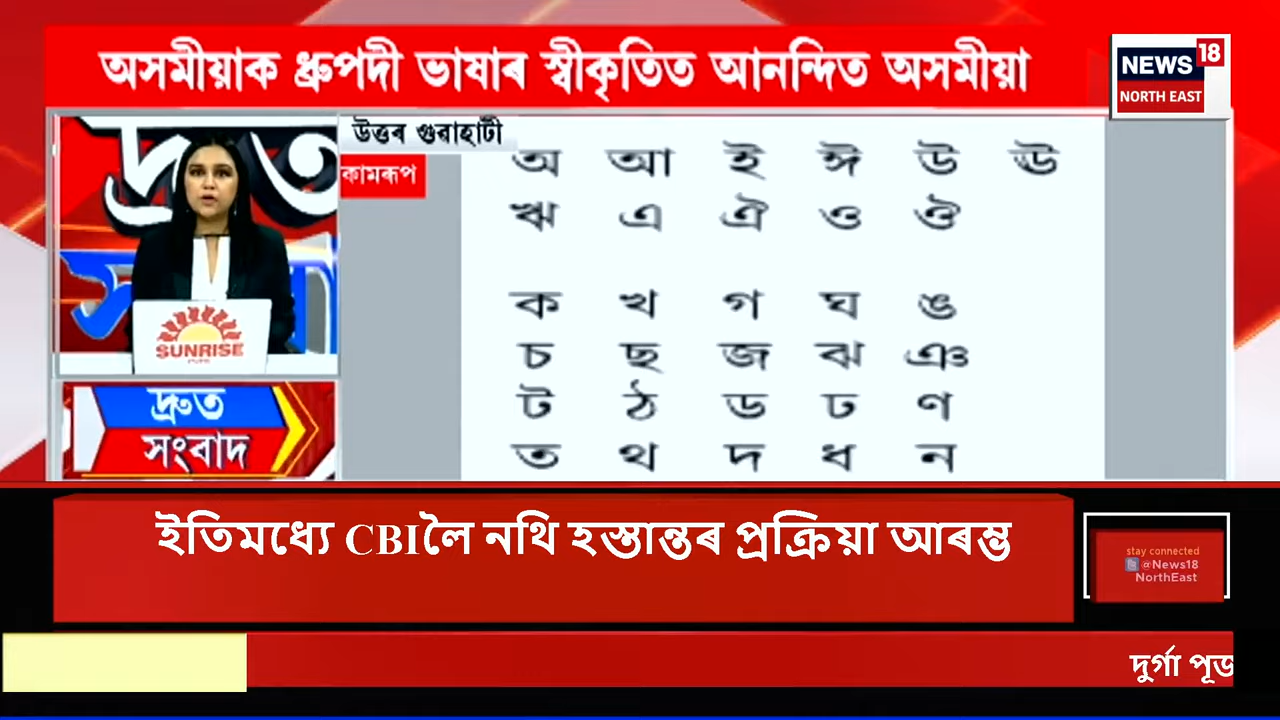 অসমীয়াক ধ্ৰুপদী ভাষাৰ স্বীকৃতিত আনন্দিত অসমীয়া
NEWS 18
NORTH EAST
উত্তৰ গুৱাহাটী
কামৰূপ
অ আ ই ঈ উ ঊ
ঋ এ ঐ ও ঔ
ক খ গ ঘ ঙ
চ ছ জ ঝ ঞ
ট ঠ ড ঢ ণ
ত থ দ ধ ন
দ্ৰুত
SUNRISE
PURE
দ্ৰুত
সংবাদ
ইতিমধ্যে CBIলৈ নথি হস্তান্তৰ প্ৰক্ৰিয়া আৰম্ভ
stay connected
@News18
NorthEast
দুৰ্গা পূজ